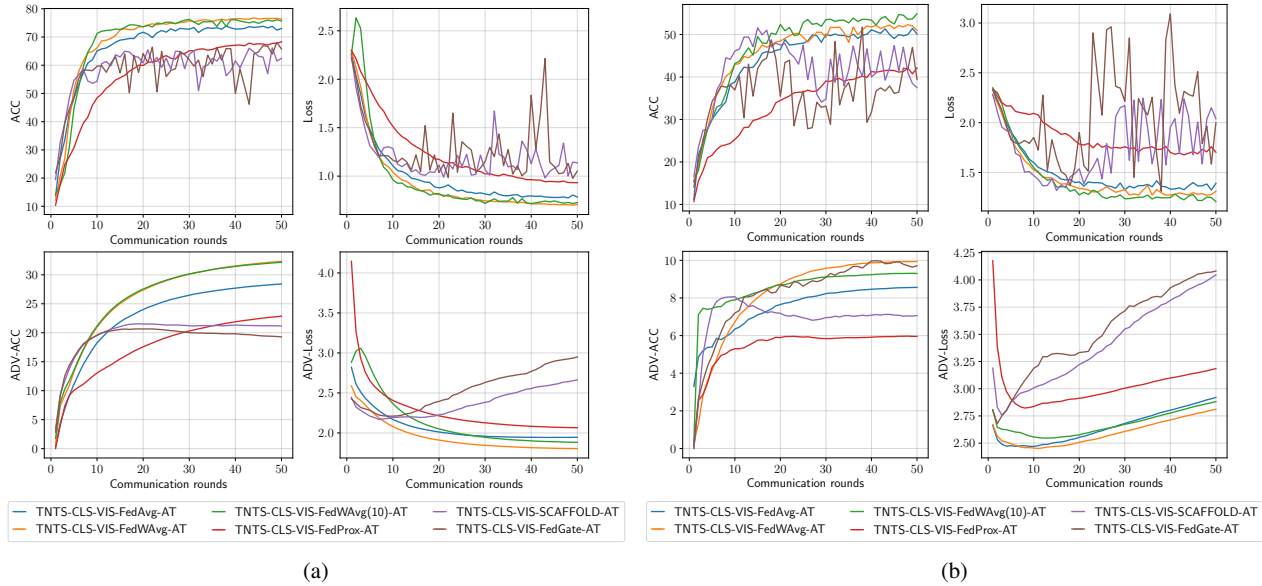 80
70
60
50
40
30
20
10
ACC
0 10 20 30 40 50
Communication rounds
2.5
2.0
1.5
1.0
Loss
0 10 20 30 40 50
Communication rounds
30
25
20
15
10
5
0
ADV-ACC
0 10 20 30 40 50
Communication rounds
4.0
3.5
3.0
2.5
2.0
ADV-Loss
0 10 20 30 40 50
Communication rounds
TNTS-CLS-VIS-FedAvg-AT TNTS-CLS-VIS-FedWAvg(10)-AT TNTS-CLS-VIS-SCAFFOLD-AT
TNTS-CLS-VIS-FedWAvg-AT TNTS-CLS-VIS-FedProx-AT TNTS-CLS-VIS-FedGate-AT
(a)
50
40
30
20
10
ACC
0 10 20 30 40 50
Communication rounds
3.0
2.5
2.0
1.5
Loss
0 10 20 30 40 50
Communication rounds
10
8
6
4
2
0
ADV-ACC
0 10 20 30 40 50
Communication rounds
4.25
4.00
3.75
3.50
3.25
3.00
2.75
2.50
ADV-Loss
0 10 20 30 40 50
Communication rounds
TNTS-CLS-VIS-FedAvg-AT TNTS-CLS-VIS-FedWAvg(10)-AT TNTS-CLS-VIS-SCAFFOLD-AT
TNTS-CLS-VIS-FedWAvg-AT TNTS-CLS-VIS-FedProx-AT TNTS-CLS-VIS-FedGate-AT
(b)